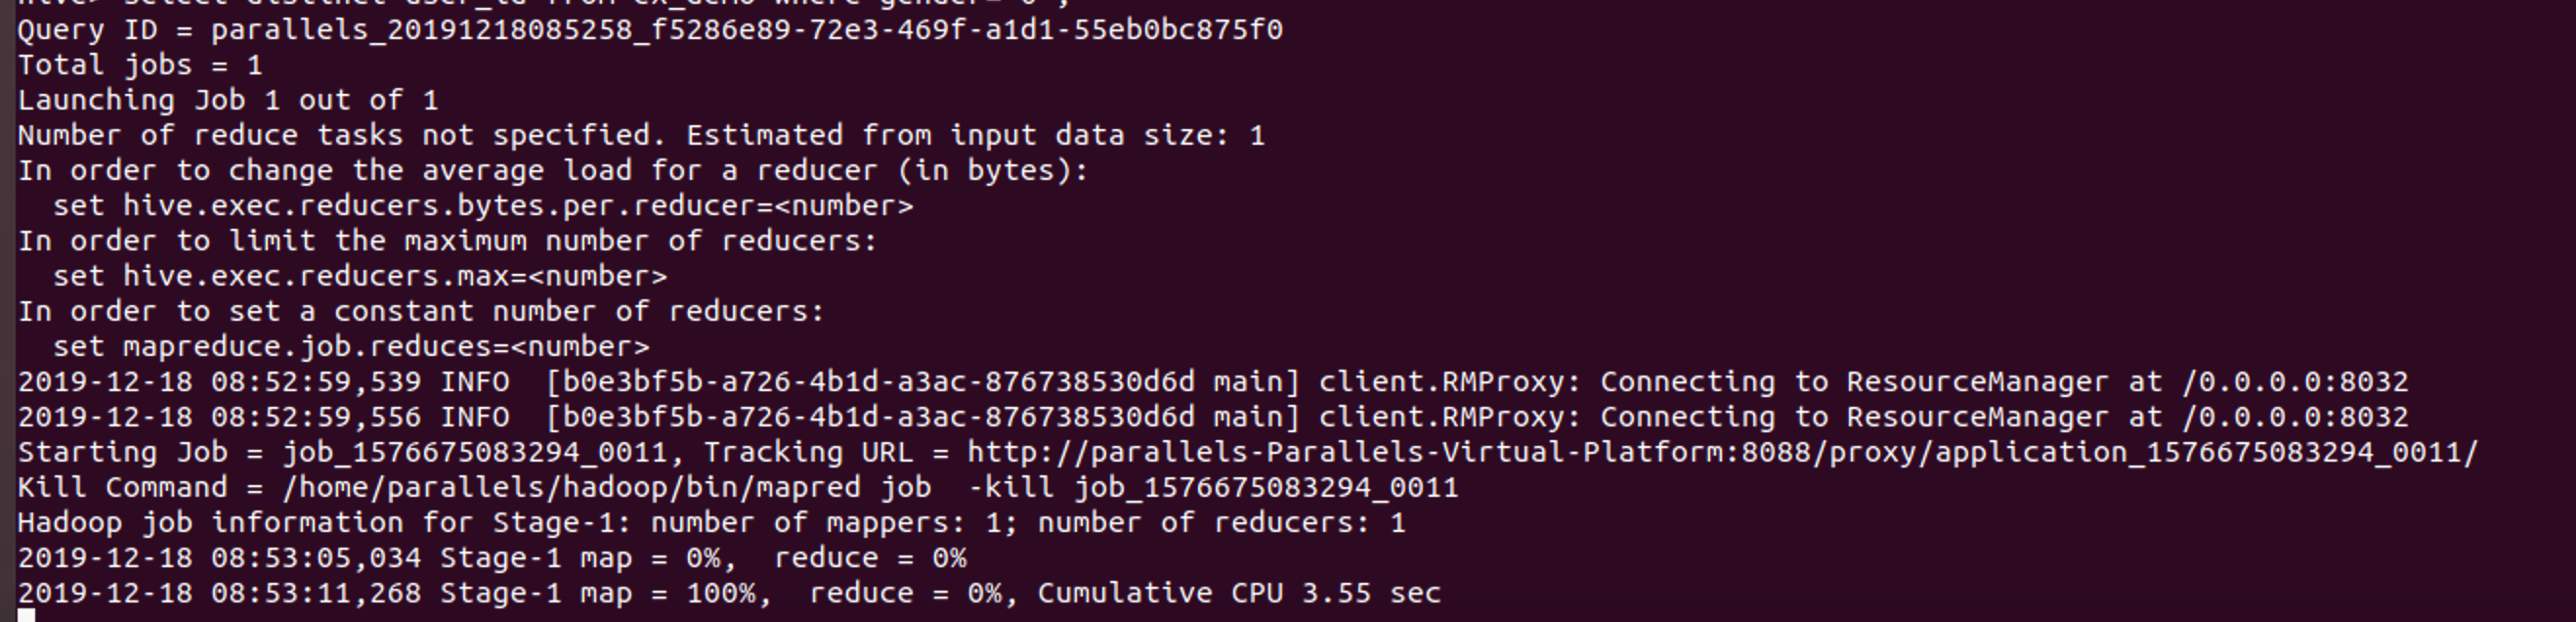 hive> select distinct user_id from ex_demo where gender='0';
Query ID = parallels_20191218085258_f5286e89-72e3-469f-a1d1-55eb0bc875f0
Total jobs = 1
Launching Job 1 out of 1
Number of reduce tasks not specified. Estimated from input data size: 1
In order to change the average load for a reducer (in bytes):
  set hive.exec.reducers.bytes.per.reducer=<number>
In order to limit the maximum number of reducers:
  set hive.exec.reducers.max=<number>
In order to set a constant number of reducers:
  set mapreduce.job.reduces=<number>
2019-12-18 08:52:59,539 INFO  [b0e3bf5b-a726-4b1d-a3ac-876738530d6d main] client.RMProxy: Connecting to ResourceManager at /0.0.0.0:8032
2019-12-18 08:52:59,556 INFO  [b0e3bf5b-a726-4b1d-a3ac-876738530d6d main] client.RMProxy: Connecting to ResourceManager at /0.0.0.0:8032
Starting Job = job_1576675083294_0011, Tracking URL = http://parallels-Parallels-Virtual-Platform:8088/proxy/application_1576675083294_0011/
Kill Command = /home/parallels/hadoop/bin/mapred job  -kill job_1576675083294_0011
Hadoop job information for Stage-1: number of mappers: 1; number of reducers: 1
2019-12-18 08:53:05,034 Stage-1 map = 0%,  reduce = 0%
2019-12-18 08:53:11,268 Stage-1 map = 100%,  reduce = 0%, Cumulative CPU 3.55 sec